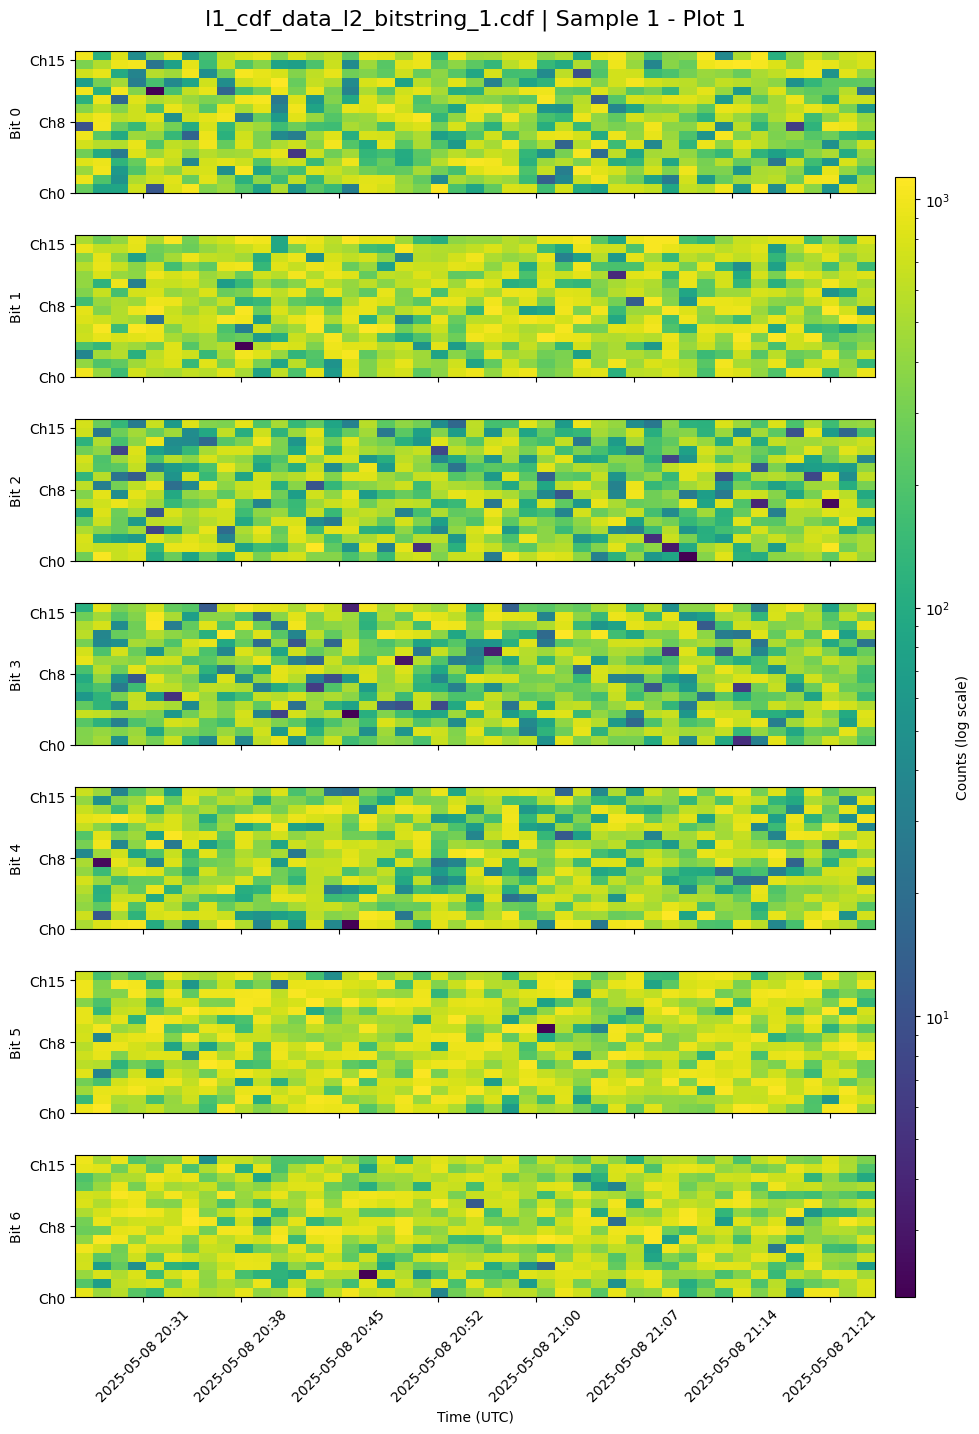 l1_cdf_data_l2_bitstring_1.cdf | Sample 1 - Plot 1
Bit 0
Ch15
Ch8
Ch0
Bit 1
Ch15
Ch8
Ch0
Bit 2
Ch15
Ch8
Ch0
Bit 3
Ch15
Ch8
Ch0
Bit 4
Ch15
Ch8
Ch0
Bit 5
Ch15
Ch8
Ch0
Bit 6
Ch15
Ch8
Ch0
2025-05-08 20:31
2025-05-08 20:38
2025-05-08 20:45
2025-05-08 20:52
2025-05-08 21:00
2025-05-08 21:07
2025-05-08 21:14
2025-05-08 21:21
Time (UTC)
10³
10²
10¹
Counts (log scale)